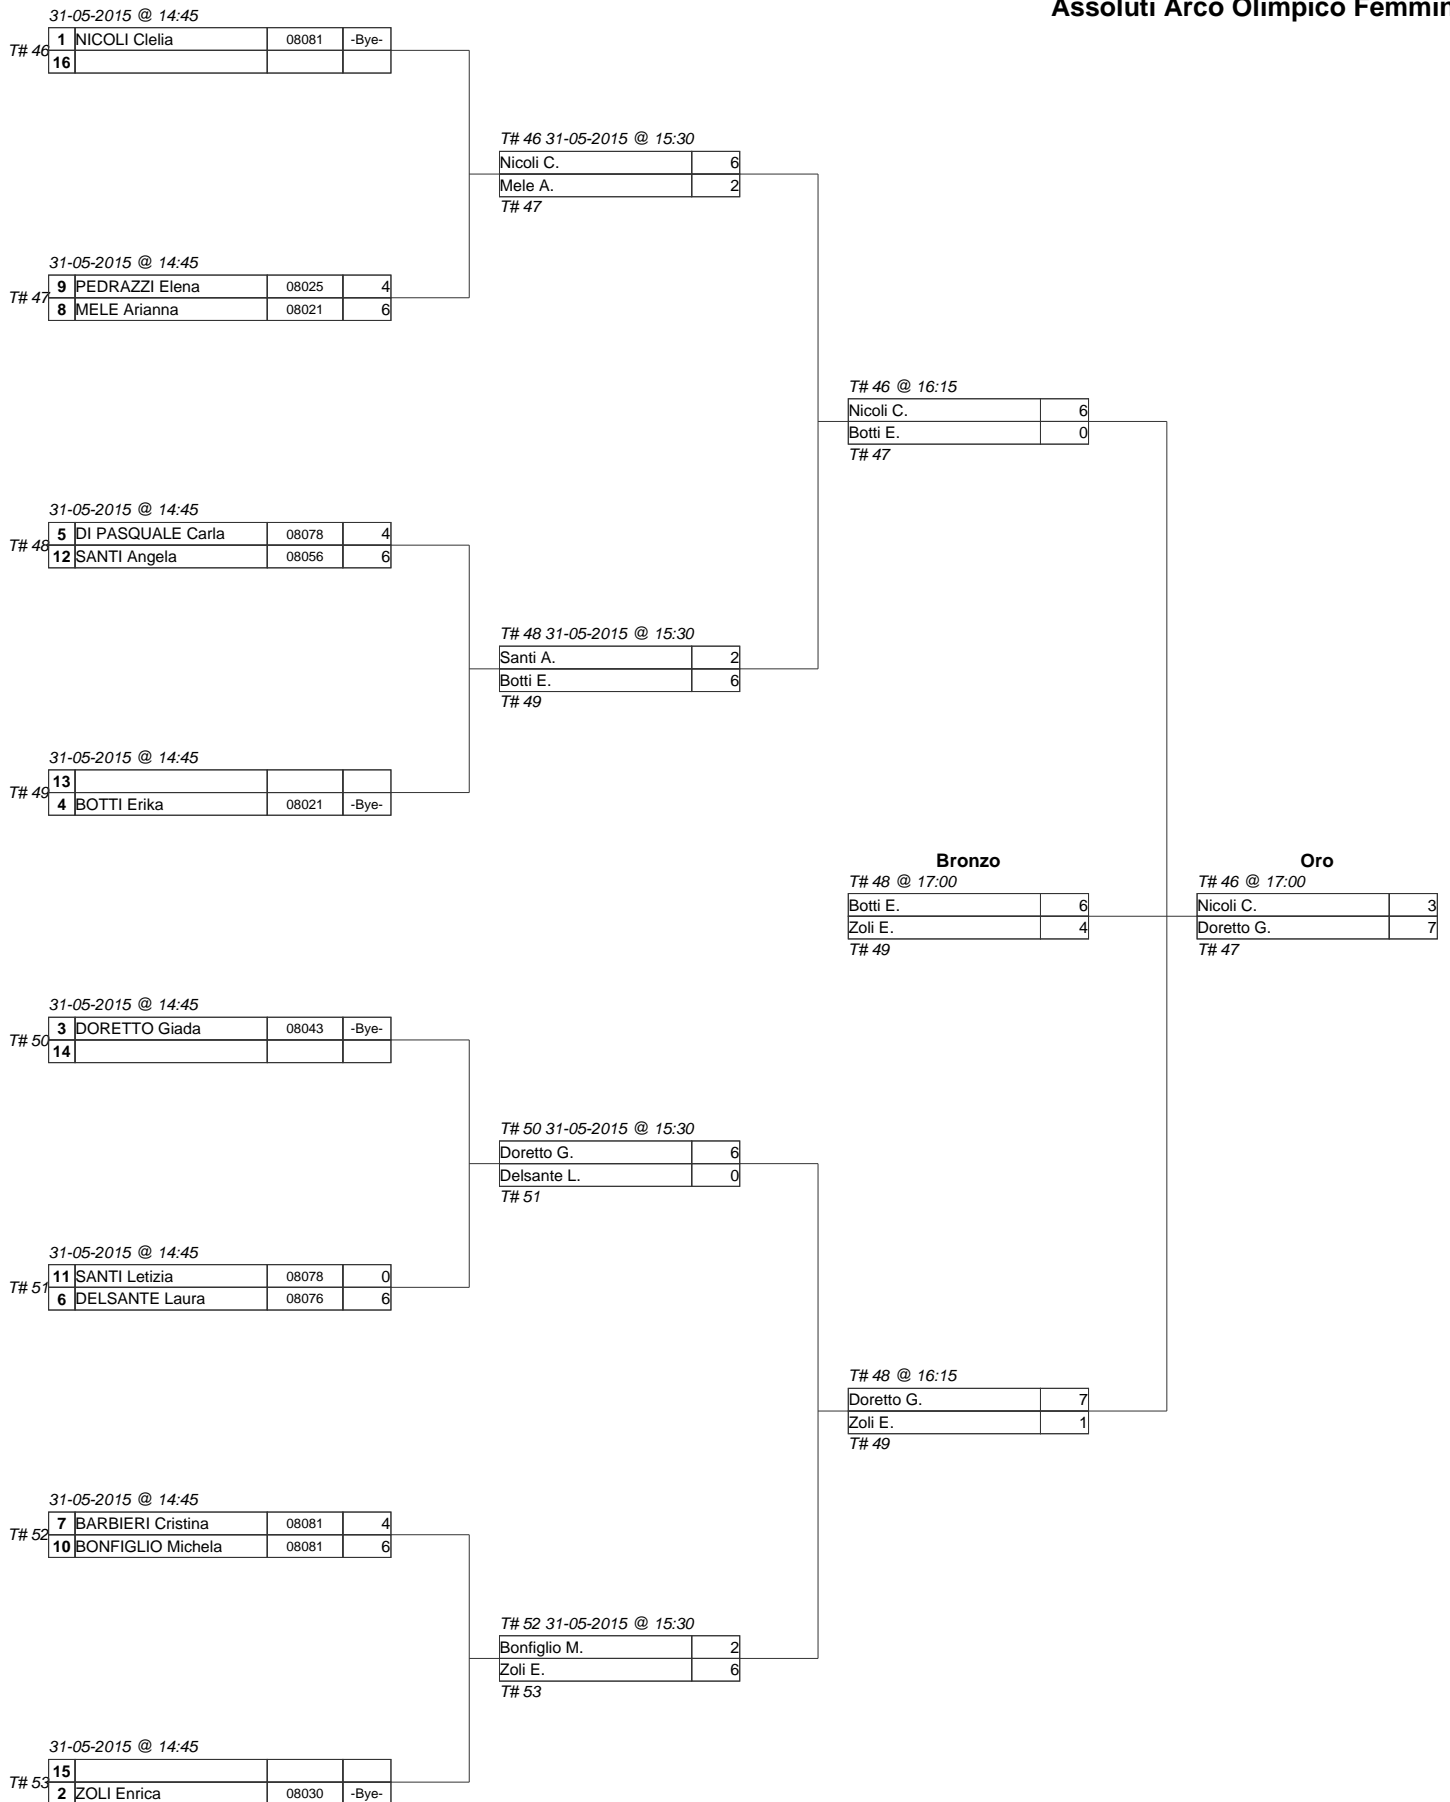 Assoluti Arco Olimpico Femmin
31-05-2015 @ 14:45
T# 46
1 NICOLI Clelia 08081 -Bye-
16
T# 46 31-05-2015 @ 15:30
Nicoli C. 6
Mele A. 2
T# 47
31-05-2015 @ 14:45
T# 47
9 PEDRAZZI Elena 08025 4
8 MELE Arianna 08021 6
T# 46 @ 16:15
Nicoli C. 6
Botti E. 0
T# 47
31-05-2015 @ 14:45
T# 48
5 DI PASQUALE Carla 08078 4
12 SANTI Angela 08056 6
T# 48 31-05-2015 @ 15:30
Santi A. 2
Botti E. 6
T# 49
31-05-2015 @ 14:45
T# 49
13
4 BOTTI Erika 08021 -Bye-
Bronzo
T# 48 @ 17:00
Botti E. 6
Zoli E. 4
T# 49
Oro
T# 46 @ 17:00
Nicoli C. 3
Doretto G. 7
T# 47
31-05-2015 @ 14:45
T# 50
3 DORETTO Giada 08043 -Bye-
14
T# 50 31-05-2015 @ 15:30
Doretto G. 6
Delsante L. 0
T# 51
31-05-2015 @ 14:45
T# 51
11 SANTI Letizia 08078 0
6 DELSANTE Laura 08076 6
T# 48 @ 16:15
Doretto G. 7
Zoli E. 1
T# 49
31-05-2015 @ 14:45
T# 52
7 BARBIERI Cristina 08081 4
10 BONFIGLIO Michela 08081 6
T# 52 31-05-2015 @ 15:30
Bonfiglio M. 2
Zoli E. 6
T# 53
31-05-2015 @ 14:45
T# 53
15
2 ZOLI Enrica 08030 -Bye-